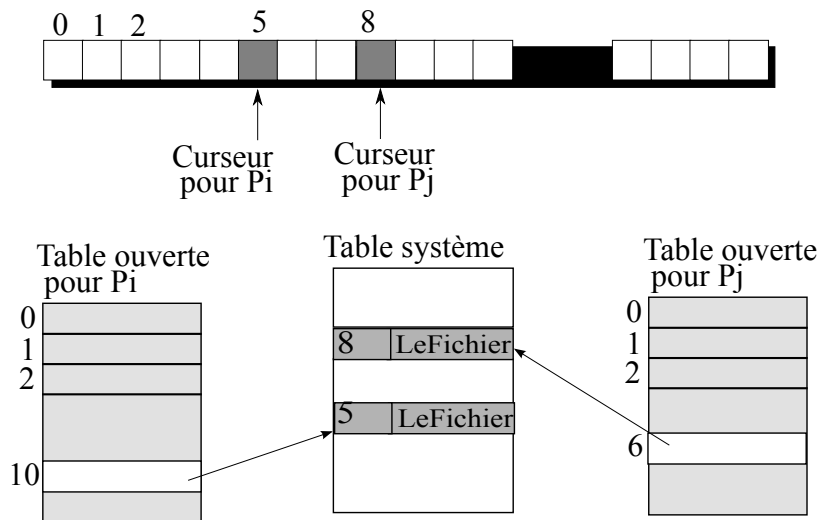 0 1 2 5 8
Curseur
pour Pi
Curseur
pour Pj
Table ouverte
pour Pi
Table système
Table ouverte
pour Pj
0
1
2
10
8 LeFichier
5 LeFichier
0
1
2
6